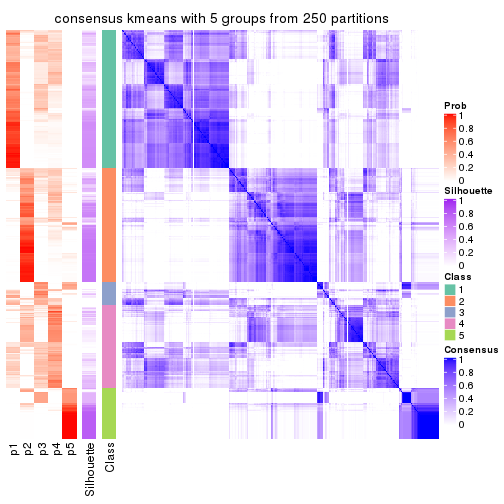 consensus kmeans with 5 groups from 250 partitions
Prob
1
0.8
0.6
0.4
0.2
0
Silhouette
1
0.8
0.6
0.4
0.2
0
Class
1
2
3
4
5
Consensus
1
0.8
0.6
0.4
0.2
0
p1
p2
p3
p4
p5
Silhouette
Class